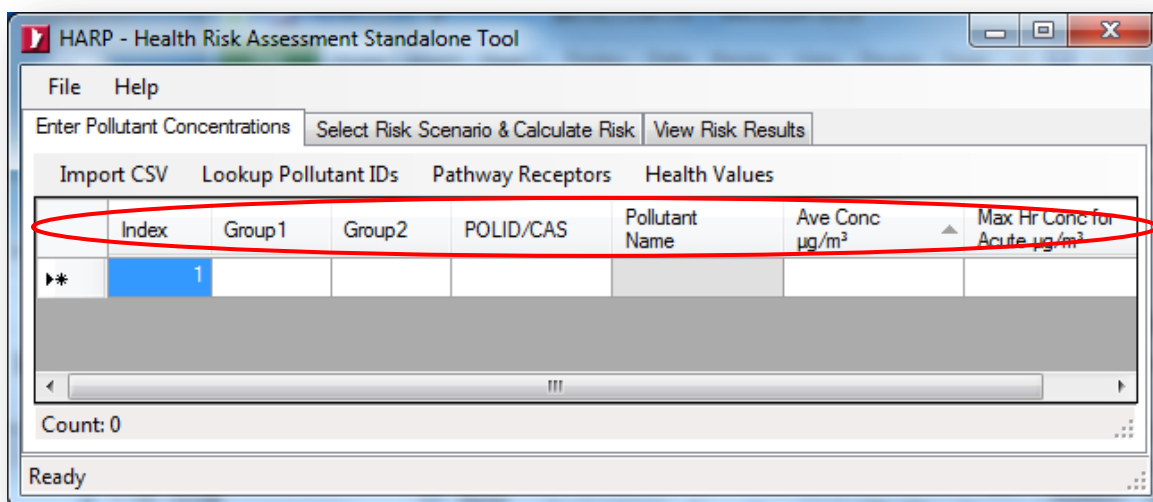 HARP - Health Risk Assessment Standalone Tool
File Help
Enter Pollutant Concentrations Select Risk Scenario & Calculate Risk View Risk Results
Import CSV Lookup Pollutant IDs Pathway Receptors Health Values
Index Group1 Group2 POLID/CAS Pollutant Name Ave Conc µg/m³ Max Hr Conc for Acute µg/m³
1
Count: 0
Ready